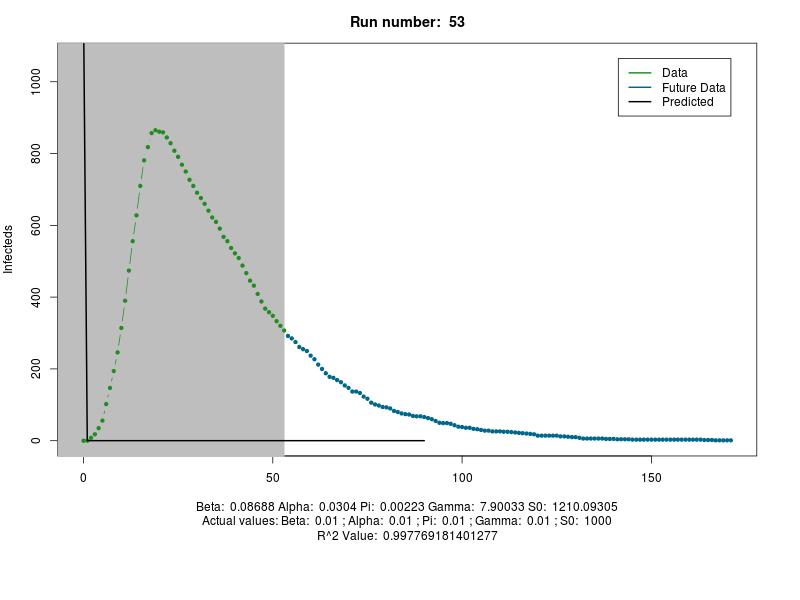 Run number: 53
Data
Future Data
Predicted
Infecteds
1000
800
600
400
200
0
0 50 100 150
Beta: 0.08688 Alpha: 0.0304 Pi: 0.00223 Gamma: 7.90033 S0: 1210.09305
Actual values: Beta: 0.01 ; Alpha: 0.01 ; Pi: 0.01 ; Gamma: 0.01 ; S0: 1000
R^2 Value: 0.997769181401277